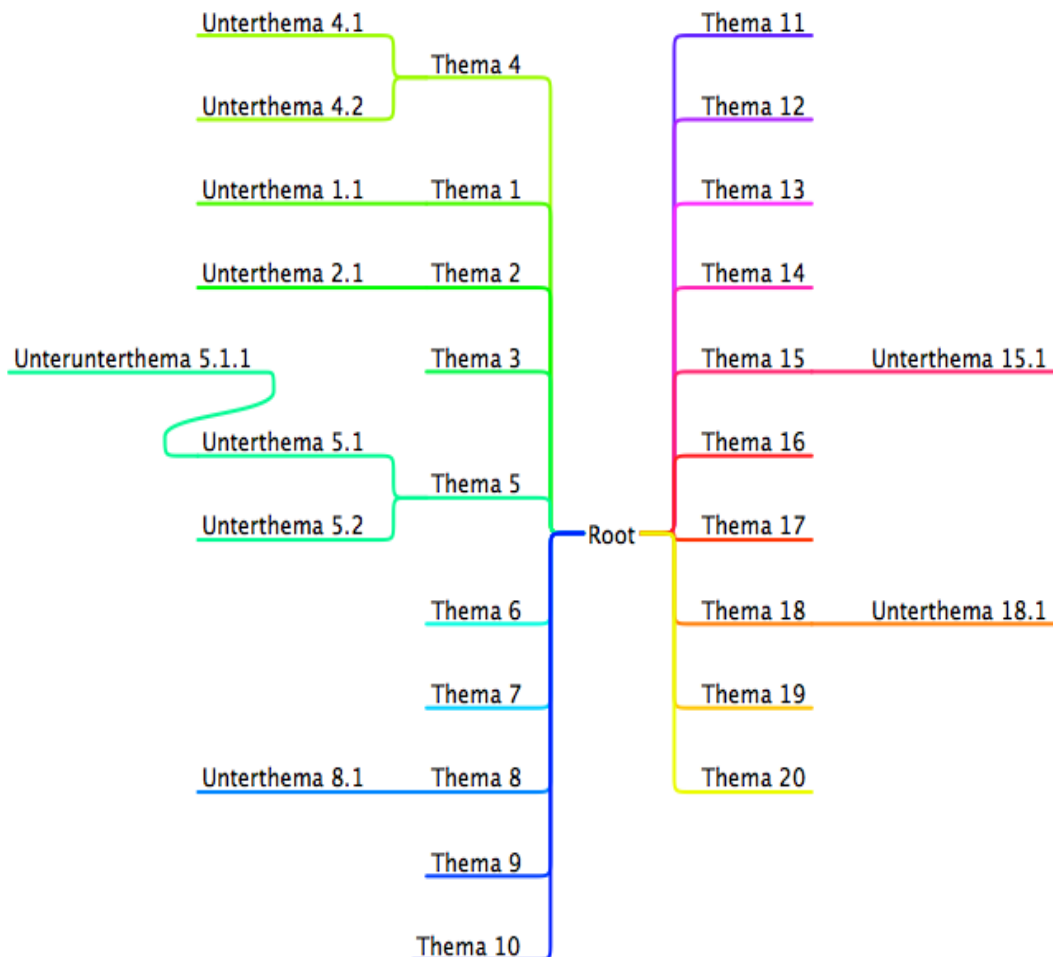 Unterthema 4.1
Thema 4
Unterthema 4.2
Unterthema 1.1
Thema 1
Unterthema 2.1
Thema 2
Thema 3
Unterunterthema 5.1.1
Unterthema 5.1
Thema 5
Unterthema 5.2
Thema 6
Thema 7
Unterthema 8.1
Thema 8
Thema 9
Thema 10
Root
Thema 11
Thema 12
Thema 13
Thema 14
Thema 15
Unterthema 15.1
Thema 16
Thema 17
Thema 18
Unterthema 18.1
Thema 19
Thema 20